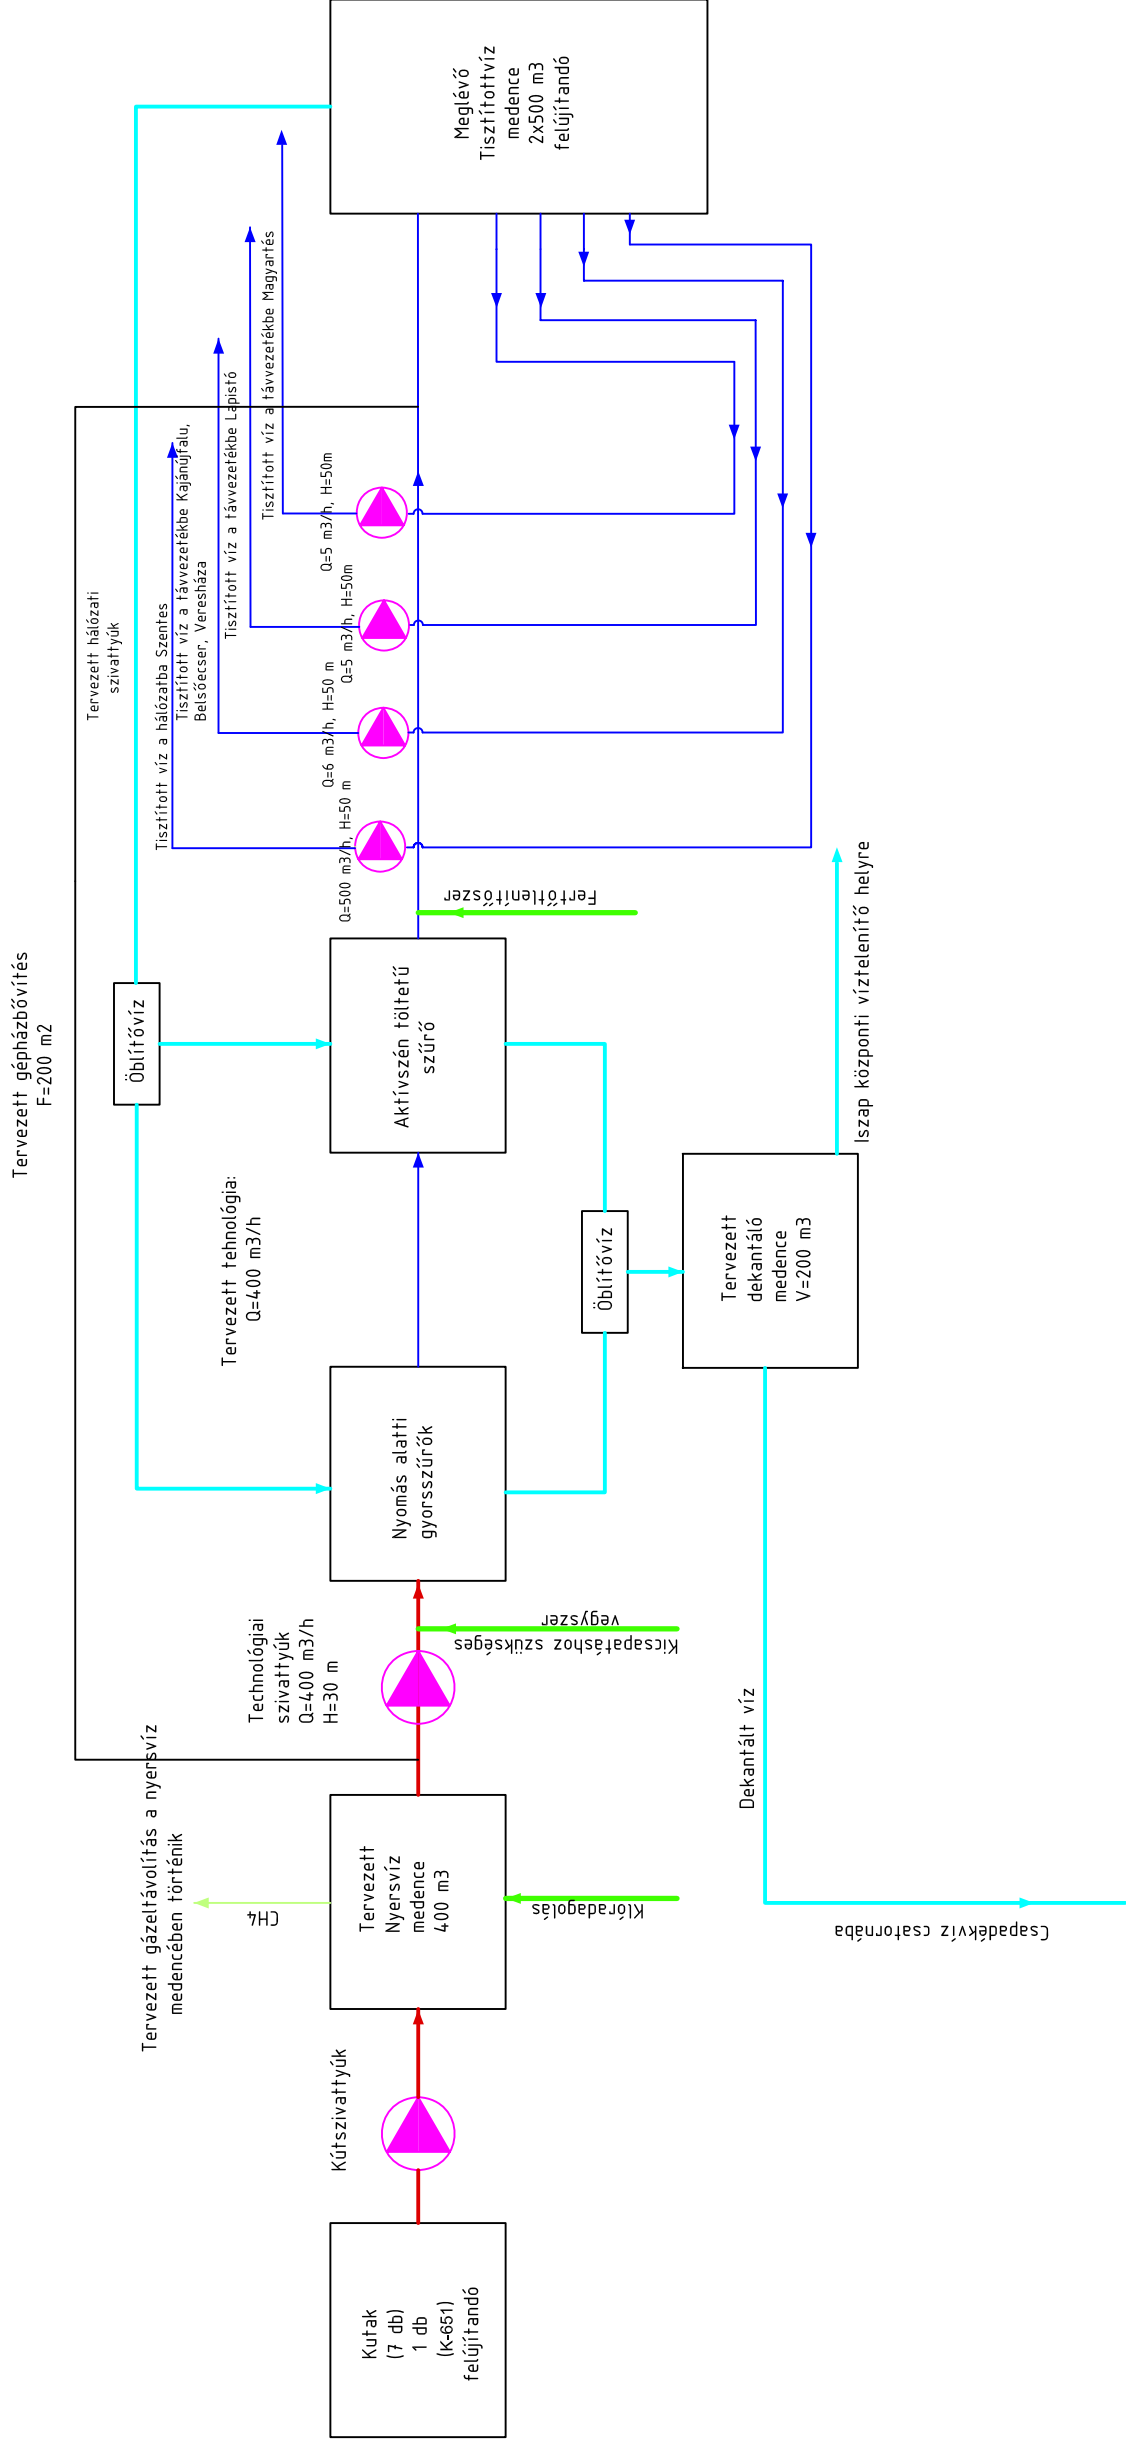 Kutak
(7 db)
1 db
(K-651)
felújítandó
Kútszivattyúk
Tervezett gázeltávolítás a nyersvíz
medencében történik
CH4
Tervezett
Nyersvíz
medence
400 m3
Klóradagolás
Technológiai
szivattyúk
Q=400 m3/h
H=30 m
Kicsapatáshoz szükséges
vegyszer
Nyomás alatti
gyorsszűrők
Tervezett tehnológia:
Q=400 m3/h
Tervezett gépházbővítés
F=200 m2
Öblítővíz
Aktívszén töltetű
szűrő
Öblítővíz
Tervezett
dekantáló
medence
V=200 m3
Dekantált víz
Csapadékvíz csatornába
Iszap központi víztelenítő helyre
Fertőtlenítőszer
Tervezett hálózati
szivattyúk
Tisztított víz a hálózatba Szentes
Tisztított víz a távvezetékbe Kajánújfalu,
Belsőecser, Veresháza
Tisztított víz a távvezetékbe Lapistó
Tisztított víz a távvezetékbe Magyartés
Q=500 m3/h, H=50 m
Q=6 m3/h, H=50 m
Q=5 m3/h, H=50m
Q=5 m3/h, H=50m
Meglévő
Tisztítottvíz
medence
2x500 m3
felújítandó